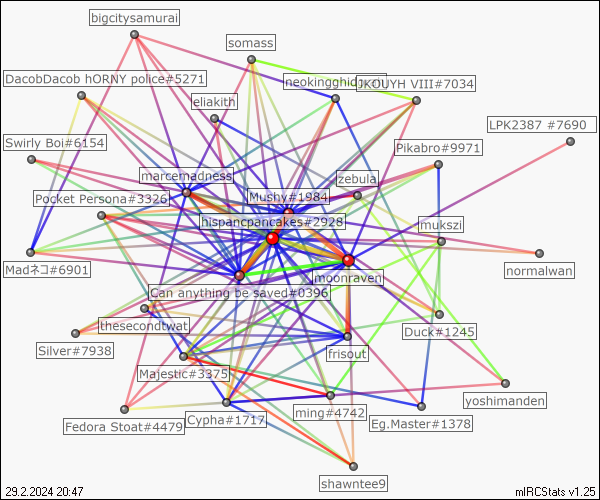 bigcitysamurai
somass
DacobDacob hORNY police#5271
JKOUYH VIII#7034
eliakith
LPK2387 #7690
Swirly Boi#6154
Pikabro#9971
marcemadness
zebula
Pocket Persona#3326
Mushy#1984
hispancpancakes#2928
mukszi
Madネコ#6901
moonraven
normalwan
Can anything be saved#0396
thesecondtwat
Duck#1245
Silver#7938
frisout
Majestic#3375
yoshimanden
ming#4742
Fedora Stoat#4479
Cypha#1717
Eg.Master#1378
shawntee9
29.2.2024 20:47
mIRCStats v1.25